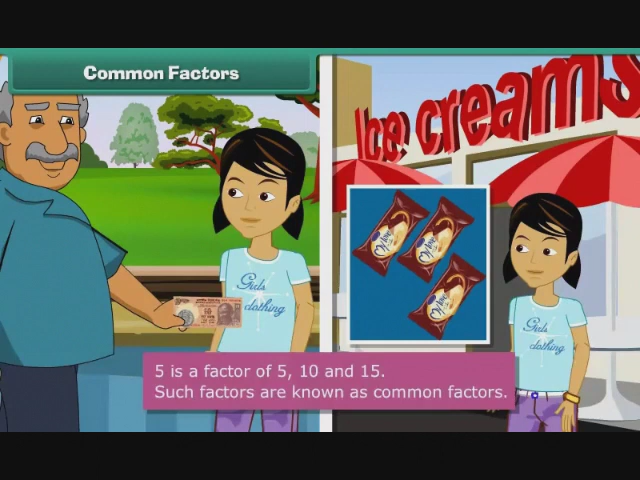 Common Factors
Ice creams
Girls
clothing
10
Girls
clothing
5 is a factor of 5, 10 and 15.
Such factors are known as common factors.